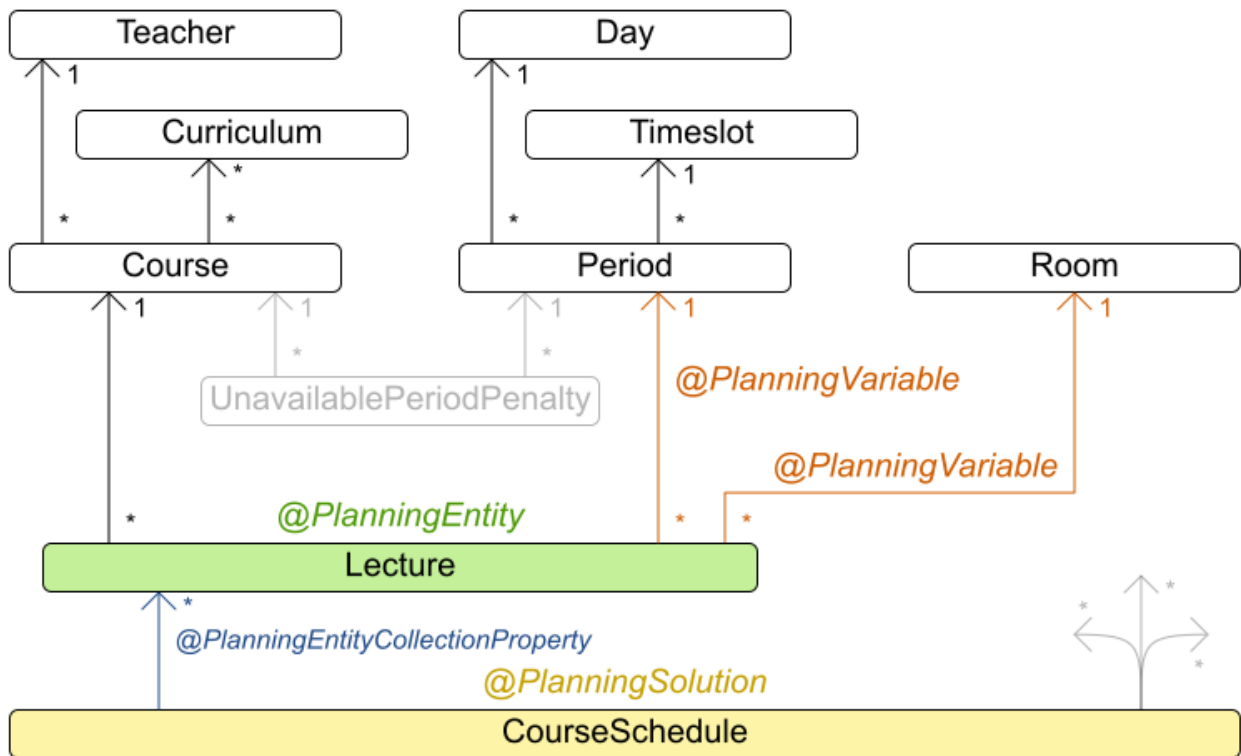 Teacher
Day
1
1
Curriculum
Timeslot
*
1
*
*
*
*
Course
Period
Room
1
1
1
1
1
*
*
UnavailablePeriodPenalty
@PlanningVariable
@PlanningVariable
*
@PlanningEntity
*
*
Lecture
*
@PlanningEntityCollectionProperty
*
*
*
@PlanningSolution
CourseSchedule